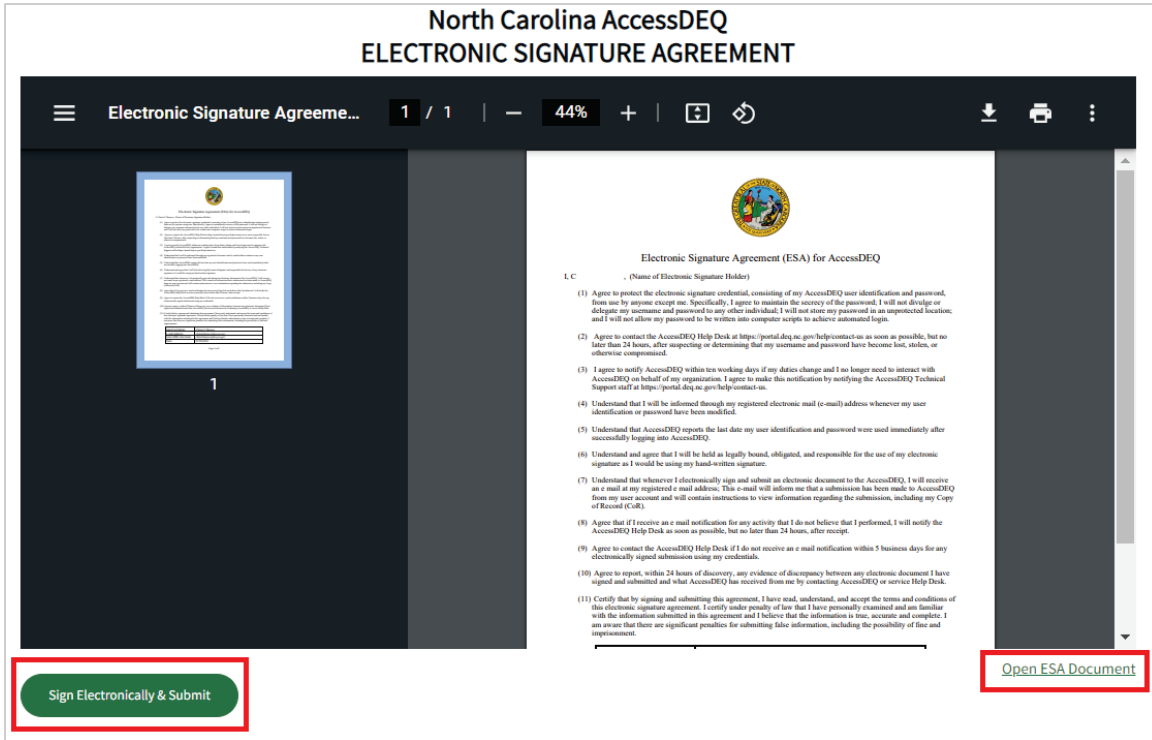 North Carolina AccessDEQ
ELECTRONIC SIGNATURE AGREEMENT
Electronic Signature Agreeme... 1 / 1 | — 44% + |
1
Electronic Signature Agreement (ESA) for AccessDEQ
I, C , (Name of Electronic Signature Holder)
(1) Agree to protect the electronic signature credential, consisting of my AccessDEQ user identification and password,
from use by anyone except me. Specifically, I agree to maintain the secrecy of the password; I will not divulge or
delegate my username and password to any other individual; I will not store my password in an unprotected location;
and I will not allow my password to be written into computer scripts to achieve automated login.
(2) Agree to contact the AccessDEQ Help Desk at https://portal.deq.nc.gov/help/contact-us as soon as possible, but no
later than 24 hours, after suspecting or determining that my username and password have become lost, stolen, or
otherwise compromised.
(3) I agree to notify AccessDEQ within ten working days if my duties change and I no longer need to interact with
AccessDEQ on behalf of my organization. I agree to make this notification by notifying the AccessDEQ Technical
Support staff at https://portal.deq.nc.gov/help/contact-us.
(4) Understand that I will be informed through my registered electronic mail (e-mail) address whenever my user
identification or password have been modified.
(5) Understand that AccessDEQ reports the last date my user identification and password were used immediately after
successfully logging into AccessDEQ.
(6) Understand and agree that I will be held as legally bound, obligated, and responsible for the use of my electronic
signature as I would be using my hand-written signature.
(7) Understand that whenever I electronically sign and submit an electronic document to the AccessDEQ, I will receive
an e mail at my registered e mail address; This e-mail will inform me that a submission has been made to AccessDEQ
from my user account and will contain instructions to view information regarding the submission, including my Copy
of Record (CoR).
(8) Agree that if I receive an e mail notification for any activity that I do not believe that I performed, I will notify the
AccessDEQ Help Desk as soon as possible, but no later than 24 hours, after receipt.
(9) Agree to contact the AccessDEQ Help Desk if I do not receive an e mail notification within 5 business days for any
electronically signed submission using my credentials.
(10) Agree to report, within 24 hours of discovery, any evidence of discrepancy between any electronic document I have
signed and submitted and what AccessDEQ has received from me by contacting AccessDEQ or service Help Desk.
(11) Certify that by signing and submitting this agreement, I have read, understand, and accept the terms and conditions of
this electronic signature agreement. I certify under penalty of law that I have personally examined and am familiar
with the information submitted in this agreement and I believe that the information is true, accurate and complete. I
am aware that there are significant penalties for submitting false information, including the possibility of fine and
imprisonment.
Sign Electronically & Submit
Open ESA Document